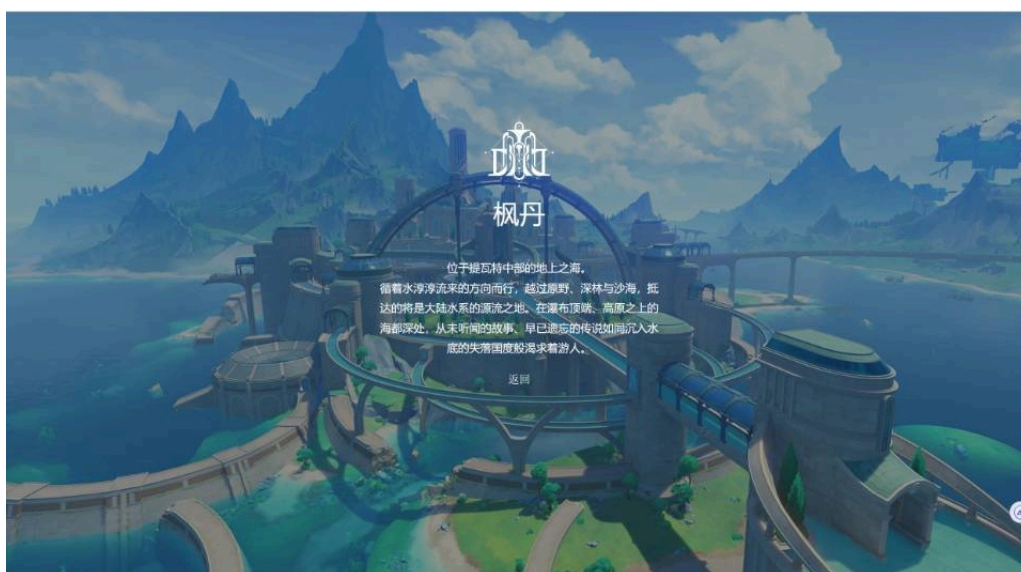 枫丹
位于提瓦特中部的地上之海。
循着水淳淳流来的方向而行，越过原野、深林与沙海，抵
达的将是大陆水系的源流之地。在瀑布顶端、高原之上的
海都深处，从未听闻的故事、早已遗忘的传说如同沉入水
底的失落国度般渴求着游人。
返回